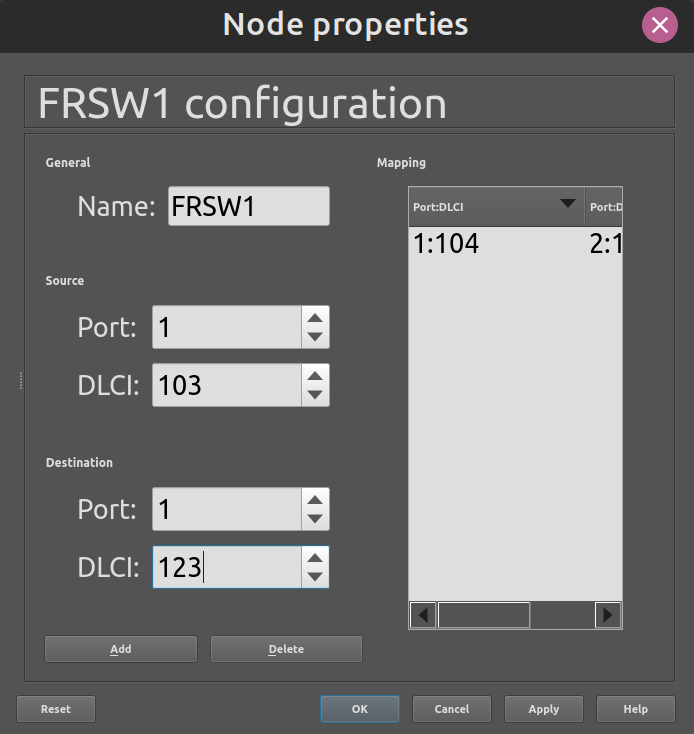 Node properties
FRSW1 configuration
General
Name: FRSW1
Source
Port: 1
DLCI: 103
Destination
Port: 1
DLCI: 123
Add Delete
Mapping
Port:DLCI Port:D
1:104 2:1
Reset OK Cancel Apply Help